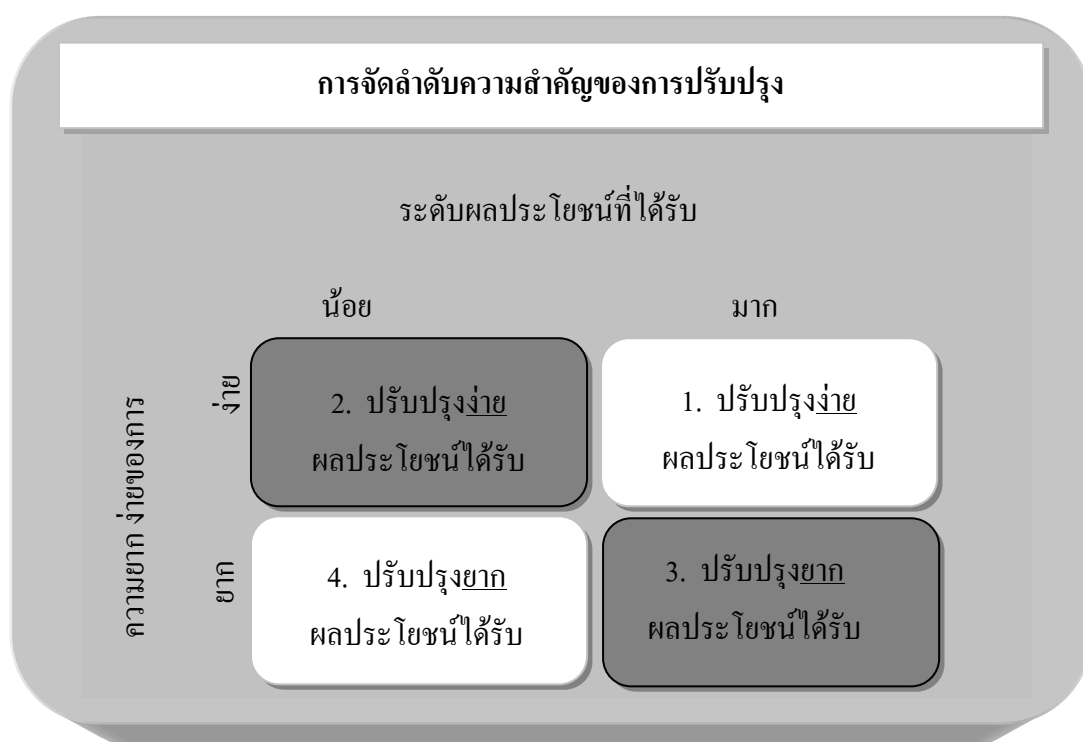 การจัดลำดับความสำคัญของการปรับปรุง
ระดับผลประโยชน์ที่ได้รับ
น้อย
มาก
ความยาก ง่ายของการ
ง่าย
2. ปรับปรุงง่าย
ผลประโยชน์ได้รับ
1. ปรับปรุงง่าย
ผลประโยชน์ได้รับ
ยาก
4. ปรับปรุงยาก
ผลประโยชน์ได้รับ
3. ปรับปรุงยาก
ผลประโยชน์ได้รับ